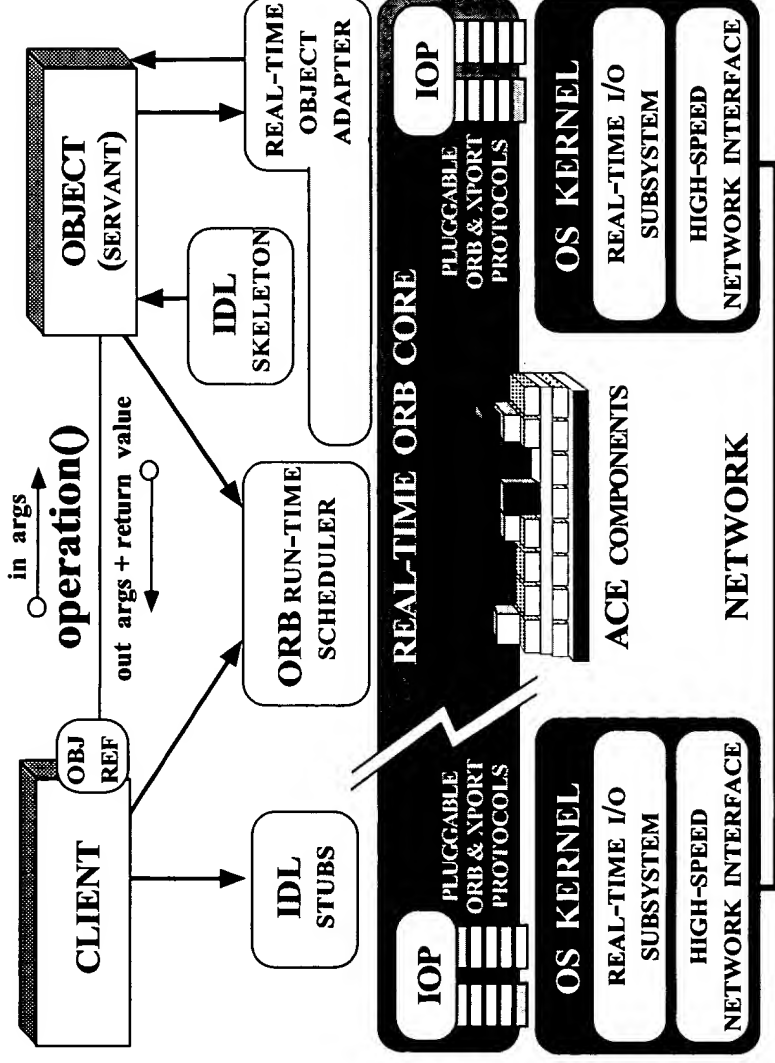 in args
operation()
out args + return value
CLIENT
OBJ
REF
OBJECT
(SERVANT)
IDL
STUBS
ORB RUN-TIME
SCHEDULER
IDL
SKELETON
REAL-TIME
OBJECT
ADAPTER
REAL-TIME ORB CORE
IOP
PLUGGABLE
ORB & XPORT
PROTOCOLS
PLUGGABLE
ORB & XPORT
PROTOCOLS
IOP
OS KERNEL
REAL-TIME I/O
SUBSYSTEM
HIGH-SPEED
NETWORK INTERFACE
ACE COMPONENTS
NETWORK
OS KERNEL
REAL-TIME I/O
SUBSYSTEM
HIGH-SPEED
NETWORK INTERFACE